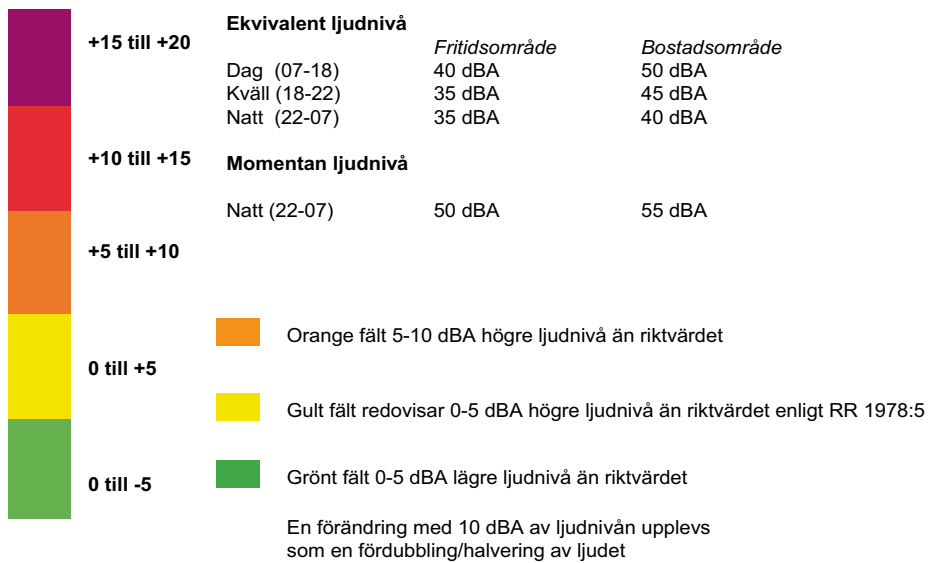 +15 till +20
+10 till +15
+5 till +10
0 till +5
0 till -5
Ekvivalent ljudnivå
Fritidsområde Bostadsområde
Dag (07-18) 40 dBA 50 dBA
Kväll (18-22) 35 dBA 45 dBA
Natt (22-07) 35 dBA 40 dBA
Momentan ljudnivå
Natt (22-07) 50 dBA 55 dBA
Orange fält 5-10 dBA högre ljudnivå än riktvärdet
Gult fält redovisar 0-5 dBA högre ljudnivå än riktvärdet enligt RR 1978:5
Grönt fält 0-5 dBA lägre ljudnivå än riktvärdet
En förändring med 10 dBA av ljudnivån upplevs
som en fördubbling/halvering av ljudet